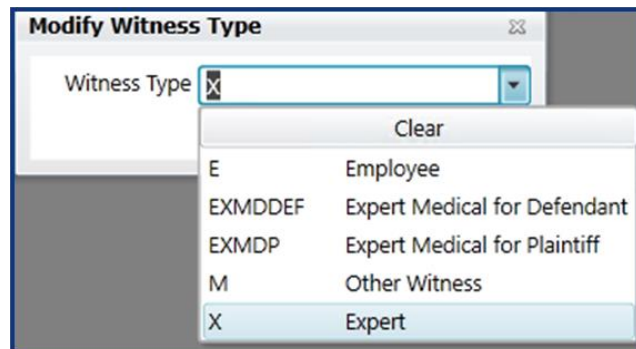 Modify Witness Type
Witness Type X
Clear
E Employee
EXMDDEF Expert Medical for Defendant
EXMDP Expert Medical for Plaintiff
M Other Witness
X Expert